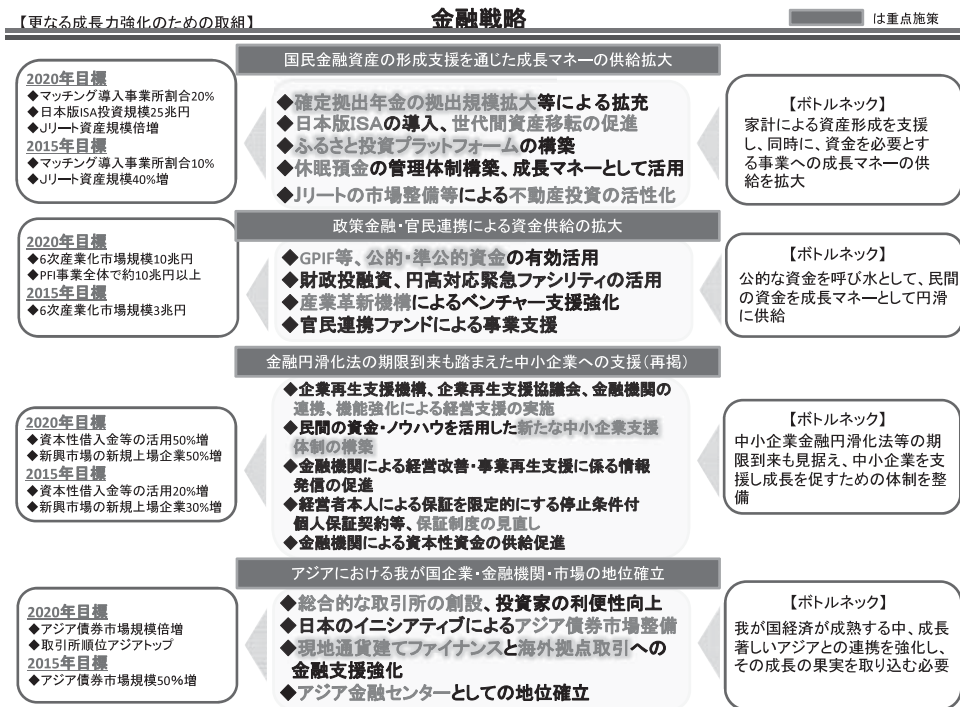 【更なる成長力強化のための取組】
金融戦略
は重点施策
国民金融資産の形成支援を通じた成長マネーの供給拡大
2020年目標
◆マッチング導入事業所割合20%
◆日本版ISA投資規模25兆円
◆Jリート資産規模倍増
2015年目標
◆マッチング導入事業所割合10%
◆Jリート資産規模40%増
◆確定拠出年金の拠出規模拡大等による拡充
◆日本版ISAの導入、世代間資産移転の促進
◆ふるさと投資プラットフォームの構築
◆休眠預金の管理体制構築、成長マネーとして活用
◆Jリートの市場整備等による不動産投資の活性化
【ボトルネック】
家計による資産形成を支援
し、同時に、資金を必要とす
る事業への成長マネーの供
給を拡大
政策金融・官民連携による資金供給の拡大
2020年目標
◆6次産業化市場規模10兆円
◆PFI事業全体で約10兆円以上
2015年目標
◆6次産業化市場規模3兆円
◆GPIF等、公的・準公的資金の有効活用
◆財政投融資、円高対応緊急ファシリティの活用
◆産業革新機構によるベンチャー支援強化
◆官民連携ファンドによる事業支援
【ボトルネック】
公的な資金を呼び水として、民間
の資金を成長マネーとして円滑
に供給
金融円滑化法の期限到来も踏まえた中小企業への支援(再掲)
2020年目標
◆資本性借入金等の活用50%増
◆新興市場の新規上場企業50%増
2015年目標
◆資本性借入金等の活用20%増
◆新興市場の新規上場企業30%増
◆企業再生支援機構、企業再生支援協議会、金融機関の
連携、機能強化による経営支援の実施
◆民間の資金・ノウハウを活用した新たな中小企業支援
体制の構築
◆金融機関による経営改善・事業再生支援に係る情報
発信の促進
◆経営者本人による保証を限定的にする停止条件付
個人保証契約等、保証制度の見直し
◆金融機関による資本性資金の供給促進
【ボトルネック】
中小企業金融円滑化法等の期
限到来も見据え、中小企業を支
援し成長を促すための体制を整
備
アジアにおける我が国企業・金融機関・市場の地位確立
2020年目標
◆アジア債券市場規模倍増
◆取引所順位アジアトップ
2015年目標
◆アジア債券市場規模50%増
◆総合的な取引所の創設、投資家の利便性向上
◆日本のイニシアティブによるアジア債券市場整備
◆現地通貨建てファイナンスと海外拠点取引への
金融支援強化
◆アジア金融センターとしての地位確立
【ボトルネック】
我が国経済が成熟する中、成長
著しいアジアとの連携を強化し、
その成長の果実を取り込む必要